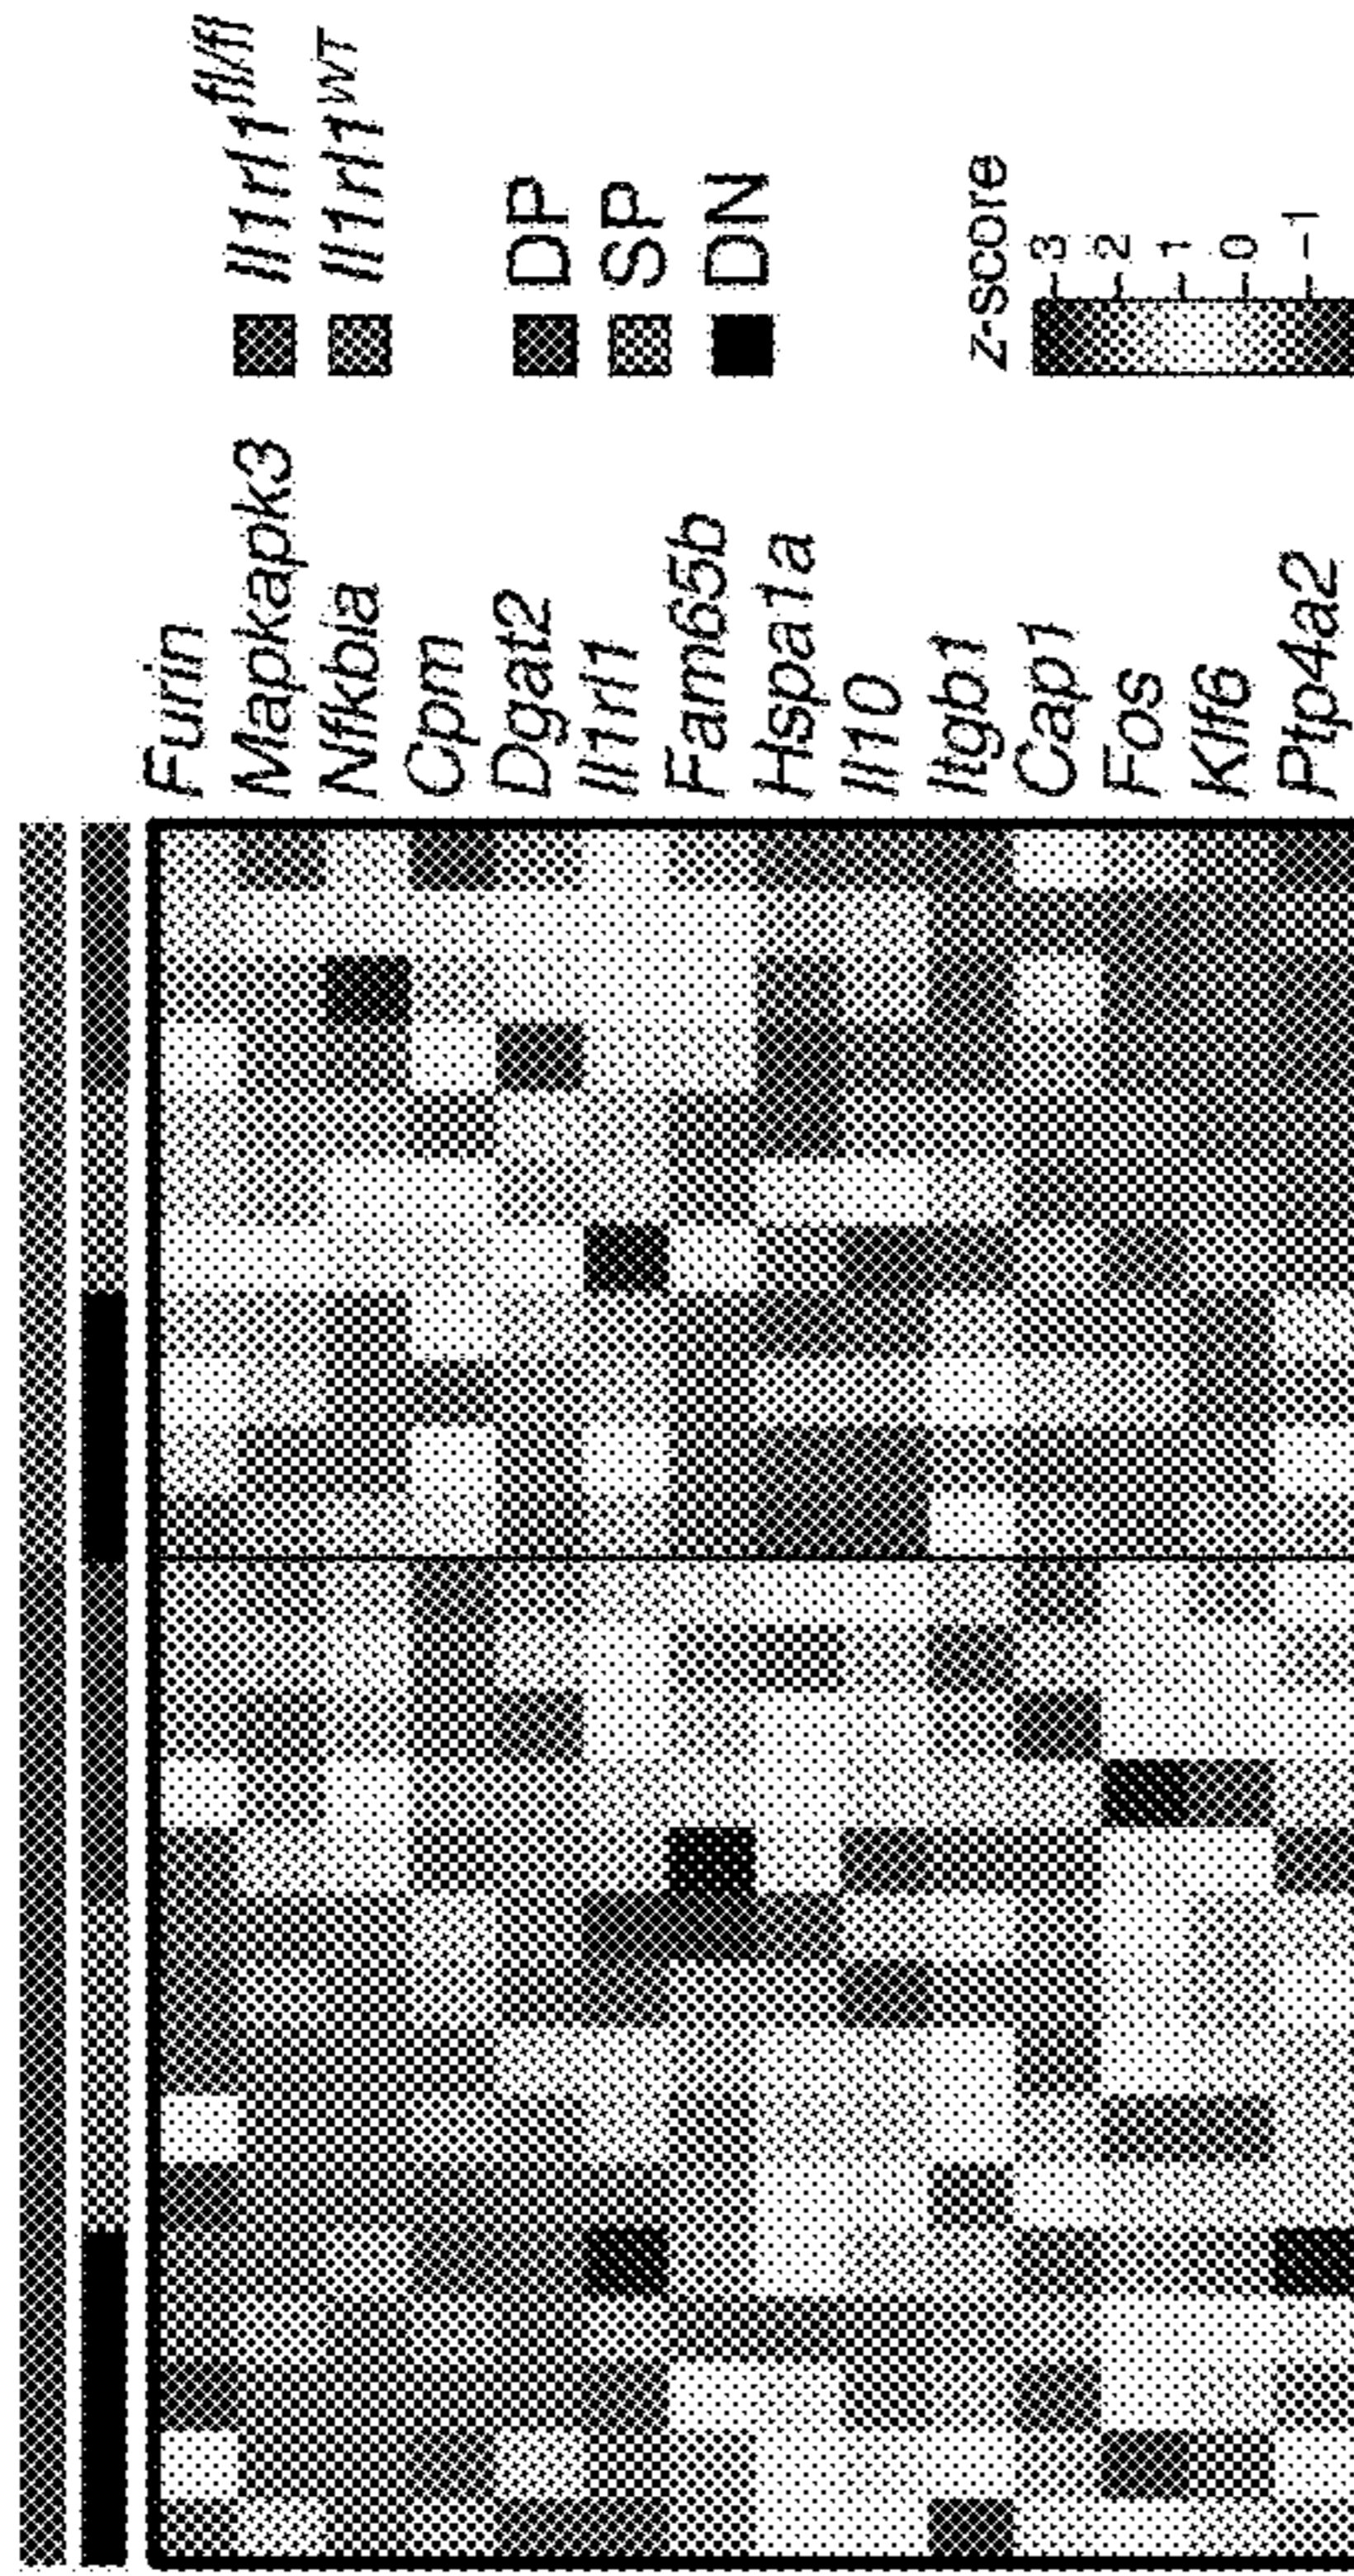 Furin
Mapkapk3
Nfkbia
Cpm
Dgat2
Il1rl1
Fam65b
Hspa1a
Il10
Itgb1
Cap1
Fos
Klf6
Ptp4a2
Il1rl1fl/fl
Il1rl1WT
DP
SP
DN
z-score
3
2
1
0
-1